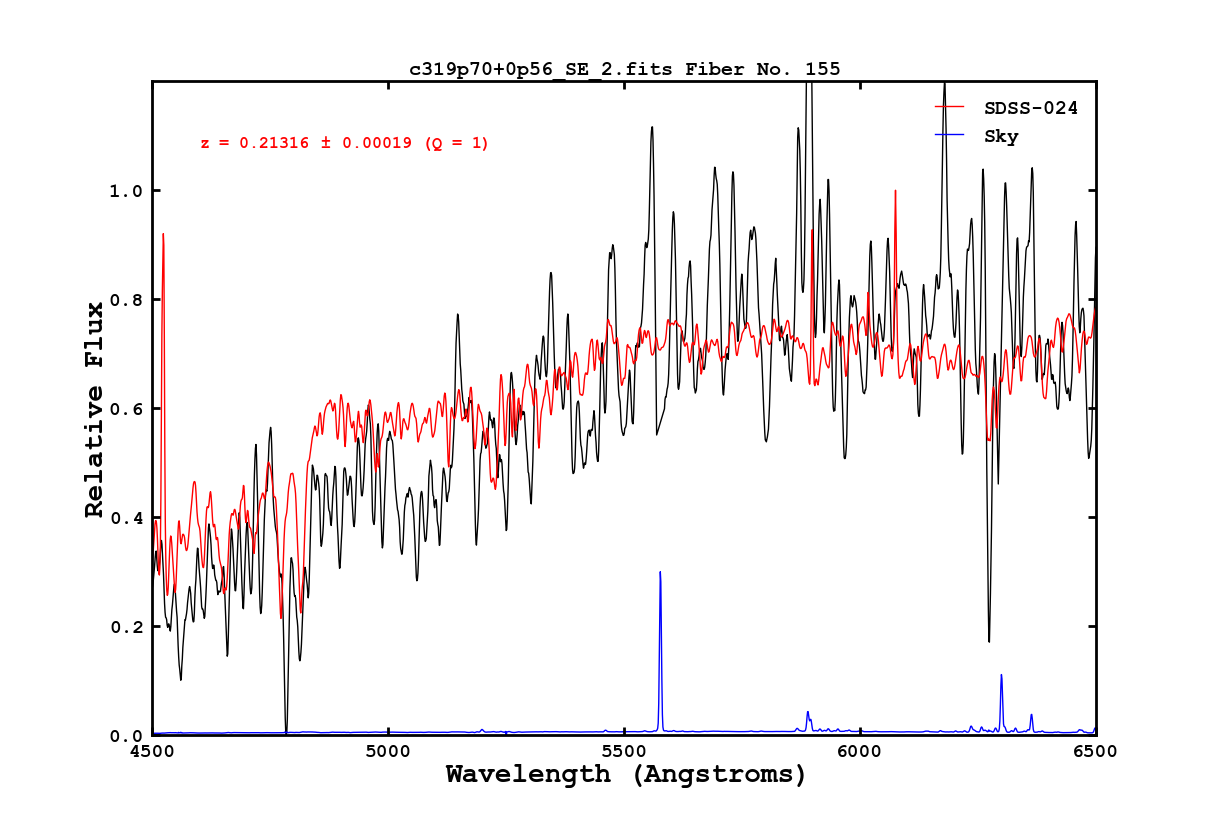 c319p70+0p56_SE_2.fits Fiber No. 155
SDSS-024
Sky
z = 0.21316 ± 0.00019 (Q = 1)
1.0
0.8
0.6
0.4
0.2
0.0
Relative Flux
4500 5000 5500 6000 6500
Wavelength (Angstroms)